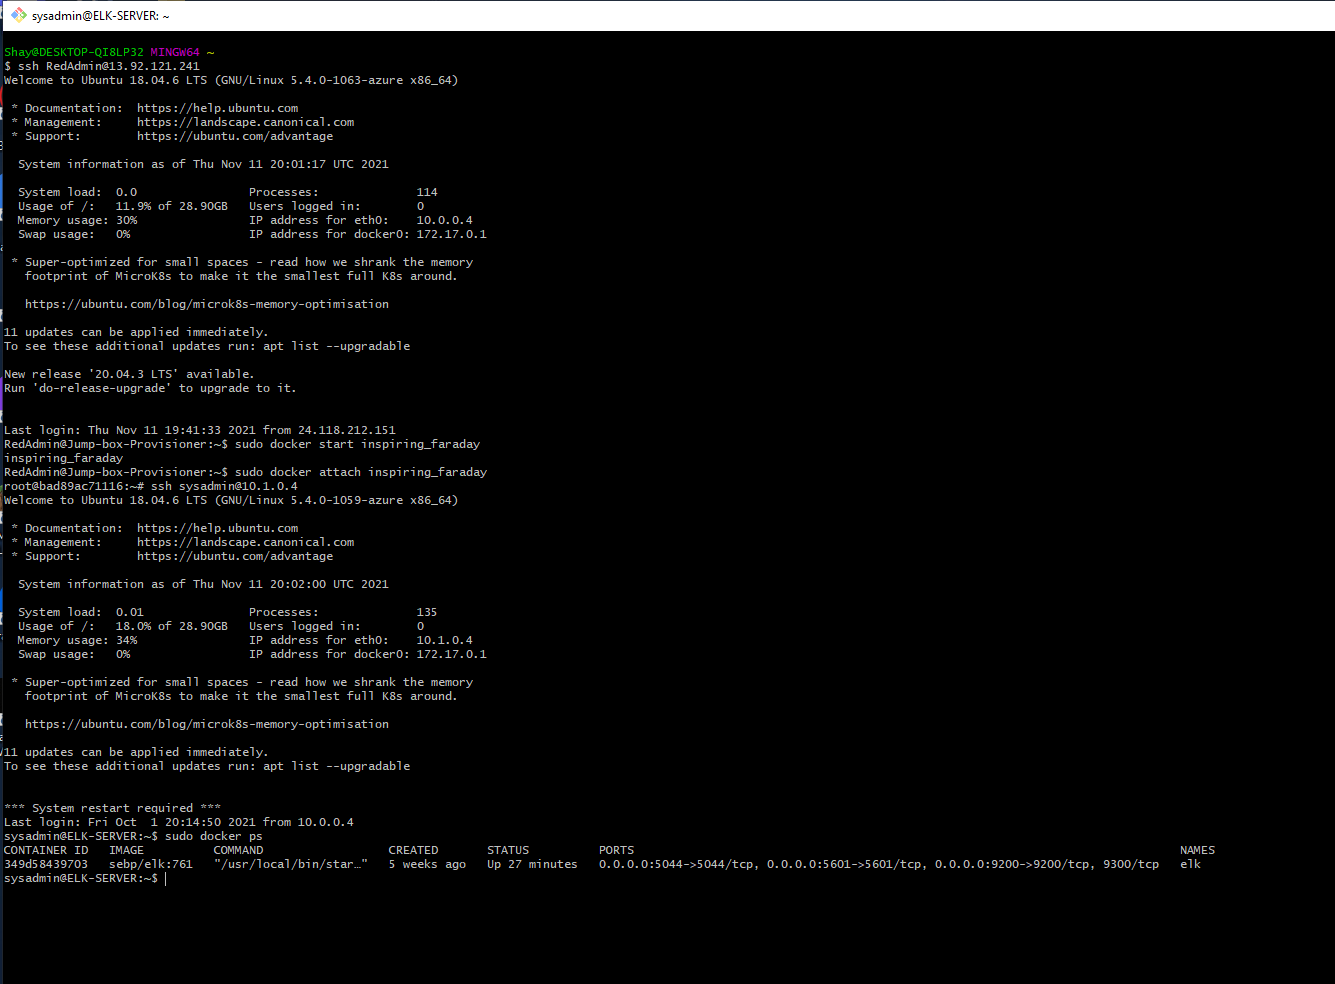 sysadmin@ELK-SERVER: ~
Shay@DESKTOP-QI8LP32 MINGW64 ~
$ ssh RedAdmin@13.92.121.241
Welcome to Ubuntu 18.04.6 LTS (GNU/Linux 5.4.0-1063-azure x86_64)
* Documentation:  https://help.ubuntu.com
* Management:     https://landscape.canonical.com
* Support:        https://ubuntu.com/advantage
System information as of Thu Nov 11 20:01:17 UTC 2021
System load:  0.0                Processes:              114
Usage of /:   11.9% of 28.90GB   Users logged in:        0
Memory usage: 30%                IP address for eth0:    10.0.0.4
Swap usage:   0%                 IP address for docker0: 172.17.0.1
* Super-optimized for small spaces - read how we shrank the memory
footprint of MicroK8s to make it the smallest full K8s around.
https://ubuntu.com/blog/microk8s-memory-optimisation
11 updates can be applied immediately.
To see these additional updates run: apt list --upgradable
New release '20.04.3 LTS' available.
Run 'do-release-upgrade' to upgrade to it.
Last login: Thu Nov 11 19:41:33 2021 from 24.118.212.151
RedAdmin@Jump-box-Provisioner:~$ sudo docker start inspiring_faraday
inspiring_faraday
RedAdmin@Jump-box-Provisioner:~$ sudo docker attach inspiring_faraday
root@bad89ac71116:~# ssh sysadmin@10.1.0.4
Welcome to Ubuntu 18.04.6 LTS (GNU/Linux 5.4.0-1059-azure x86_64)
* Documentation:  https://help.ubuntu.com
* Management:     https://landscape.canonical.com
* Support:        https://ubuntu.com/advantage
System information as of Thu Nov 11 20:02:00 UTC 2021
System load:  0.01               Processes:              135
Usage of /:   18.0% of 28.90GB   Users logged in:        0
Memory usage: 34%                IP address for eth0:    10.1.0.4
Swap usage:   0%                 IP address for docker0: 172.17.0.1
* Super-optimized for small spaces - read how we shrank the memory
footprint of MicroK8s to make it the smallest full K8s around.
https://ubuntu.com/blog/microk8s-memory-optimisation
11 updates can be applied immediately.
To see these additional updates run: apt list --upgradable
*** System restart required ***
Last login: Fri Oct  1 20:14:50 2021 from 10.0.0.4
sysadmin@ELK-SERVER:~$ sudo docker ps
CONTAINER ID   IMAGE          COMMAND                  CREATED       STATUS          PORTS                                                                              NAMES
349d58439703   sebp/elk:761   "/usr/local/bin/star…"   5 weeks ago   Up 27 minutes   0.0.0.0:5044->5044/tcp, 0.0.0.0:5601->5601/tcp, 0.0.0.0:9200->9200/tcp, 9300/tcp   elk
sysadmin@ELK-SERVER:~$